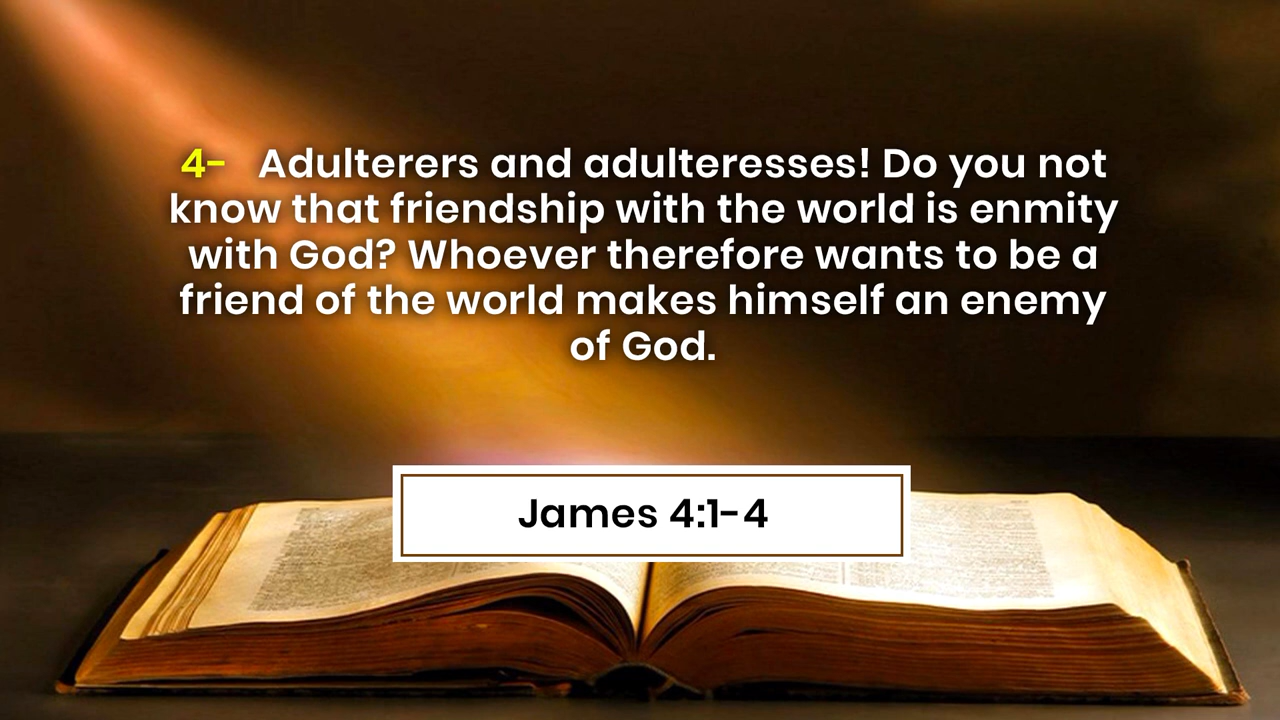 4- Adulterers and adulteresses! Do you not
know that friendship with the world is enmity
with God? Whoever therefore wants to be a
friend of the world makes himself an enemy
of God.
James 4:1-4